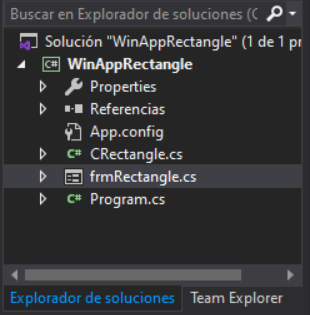 Buscar en Explorador de soluciones (C
Solución "WinAppRectangle" (1 de 1 pr
C# WinAppRectangle
Properties
Referencias
App.config
C# CRectangle.cs
frmRectangle.cs
C# Program.cs
Explorador de soluciones Team Explorer